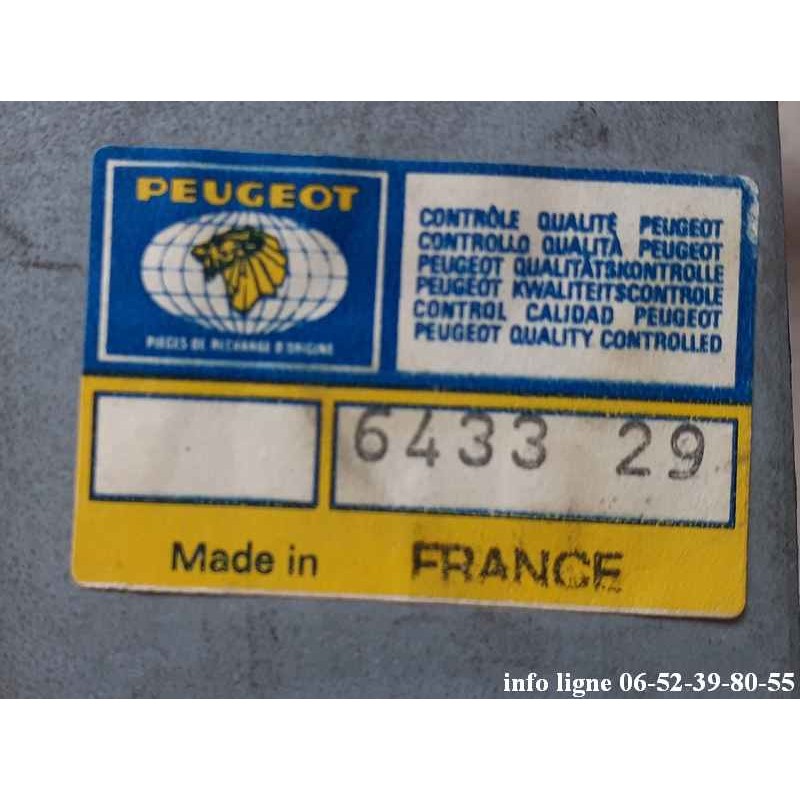 PEUGEOT
PIÈCES DE RECHANGE D'ORIGINE
CONTRÔLE QUALITÉ PEUGEOT
CONTROLLO QUALITÀ PEUGEOT
PEUGEOT QUALITÄTSKONTROLLE
PEUGEOT KWALITEITSCONTROLE
CONTROL CALIDAD PEUGEOT
PEUGEOT QUALITY CONTROLLED
6433 29
Made in FRANCE
info ligne 06-52-39-80-55